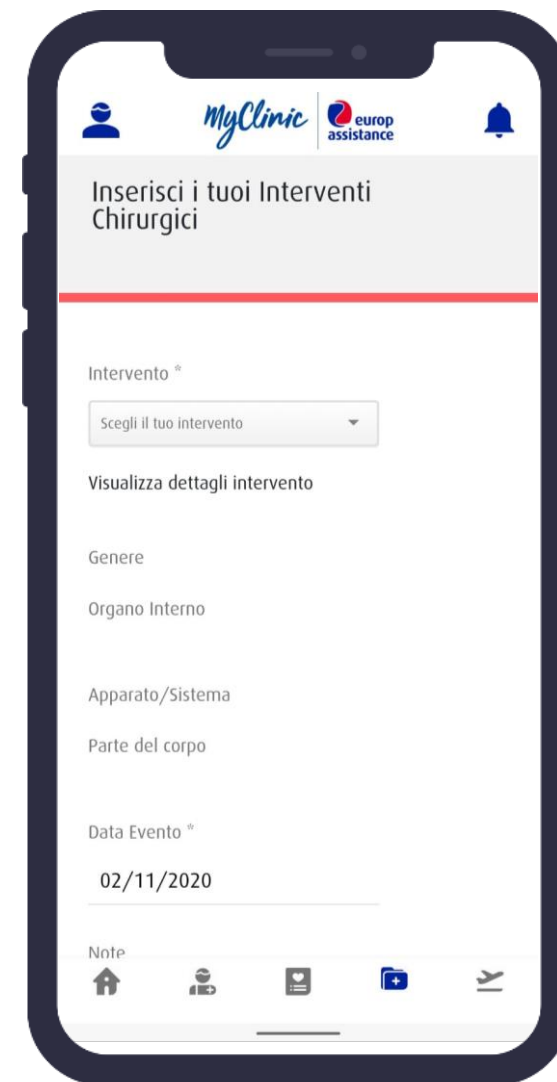 MyClinic
europ
assistance
Inserisci i tuoi Interventi
Chirurgici
Intervento *
Scegli il tuo intervento
Visualizza dettagli intervento
Genere
Organo Interno
Apparato/Sistema
Parte del corpo
Data Evento *
02/11/2020
Note